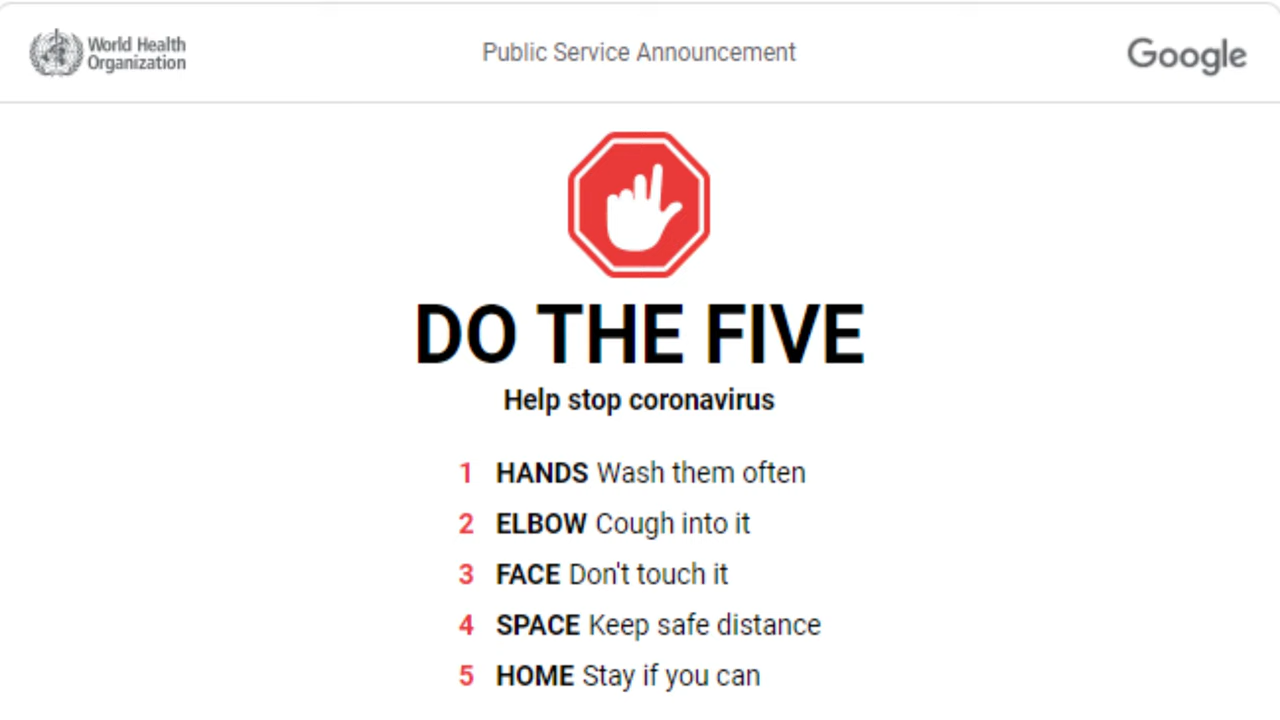 World Health
Organization
Public Service Announcement
Google
DO THE FIVE
Help stop coronavirus
1 HANDS Wash them often
2 ELBOW Cough into it
3 FACE Don't touch it
4 SPACE Keep safe distance
5 HOME Stay if you can